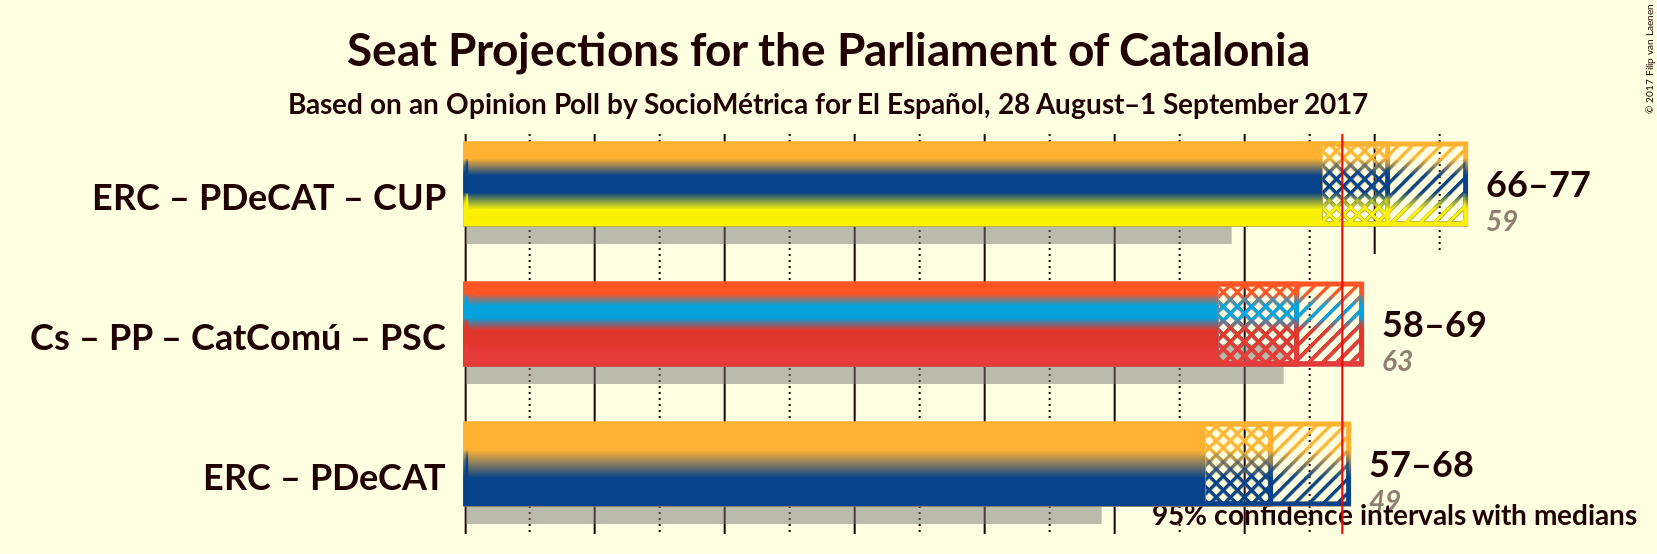 Seat Projections for the Parliament of Catalonia
Based on an Opinion Poll by SocioMétrica for El Español, 28 August–1 September 2017
© 2017 Filip van Laenen
ERC – PDeCAT – CUP
66–77
59
Cs – PP – CatComú – PSC
58–69
63
ERC – PDeCAT
57–68
49
95% confidence intervals with medians